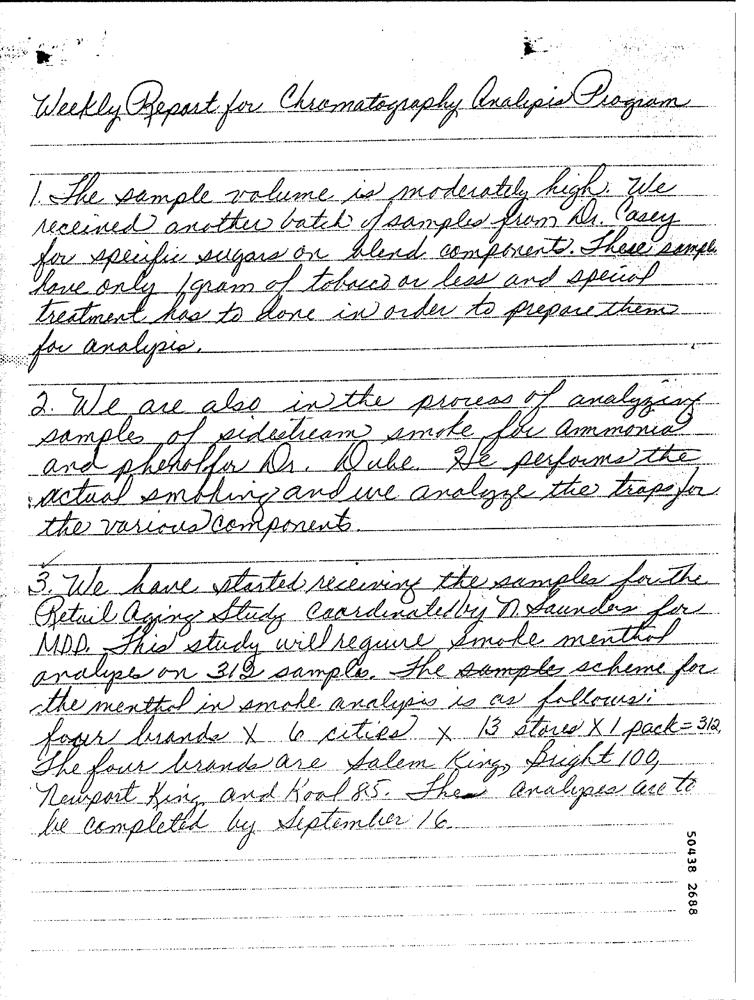 Weekly Report for Chromatography Analysis Program
1. The sample volume is moderately high. We
received another batch of samples from Dr. Casey
for specific sugars on blend components. These sample
have only 1 gram of tobacco or less and special
treatment has to done in order to prepare them
for analysis.
2. We are also in the process of analyzing
samples of sidestream smoke for ammonia
and phenol for Dr. Dube. He performs the
actual smoking and we analyze the traps for
the various components.
3. We have started receiving the samples for the
Retail Aging Study coordinated by N. Saunders for
MDD. This study will require smoke menthol
analyses on 312 samples. The sample scheme for
the menthol in smoke analysis is as follows:
four brands X 6 cities X 13 stores X 1 pack = 312.
The four brands are Salem King, Bright 100,
Newport King and Kool 85. The analyses are to
be completed by September 16.
50438 2688